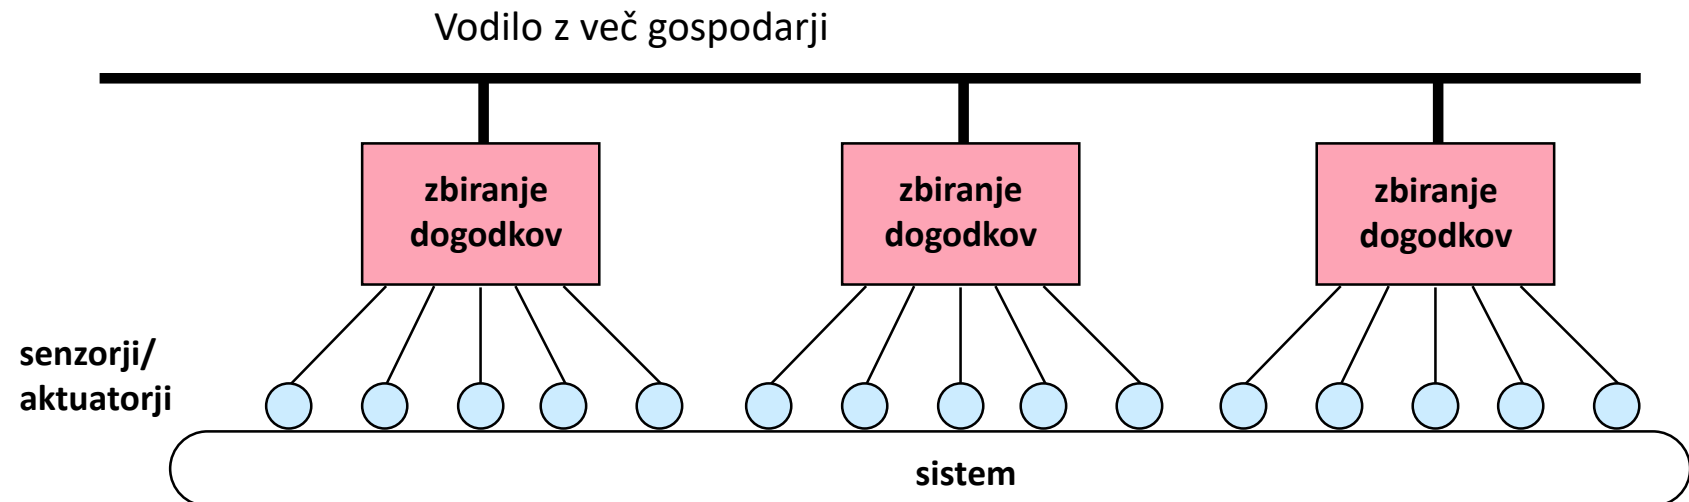 Vodilo z več gospodarji
zbiranje
dogodkov
zbiranje
dogodkov
zbiranje
dogodkov
senzorji/
aktuatorji
sistem